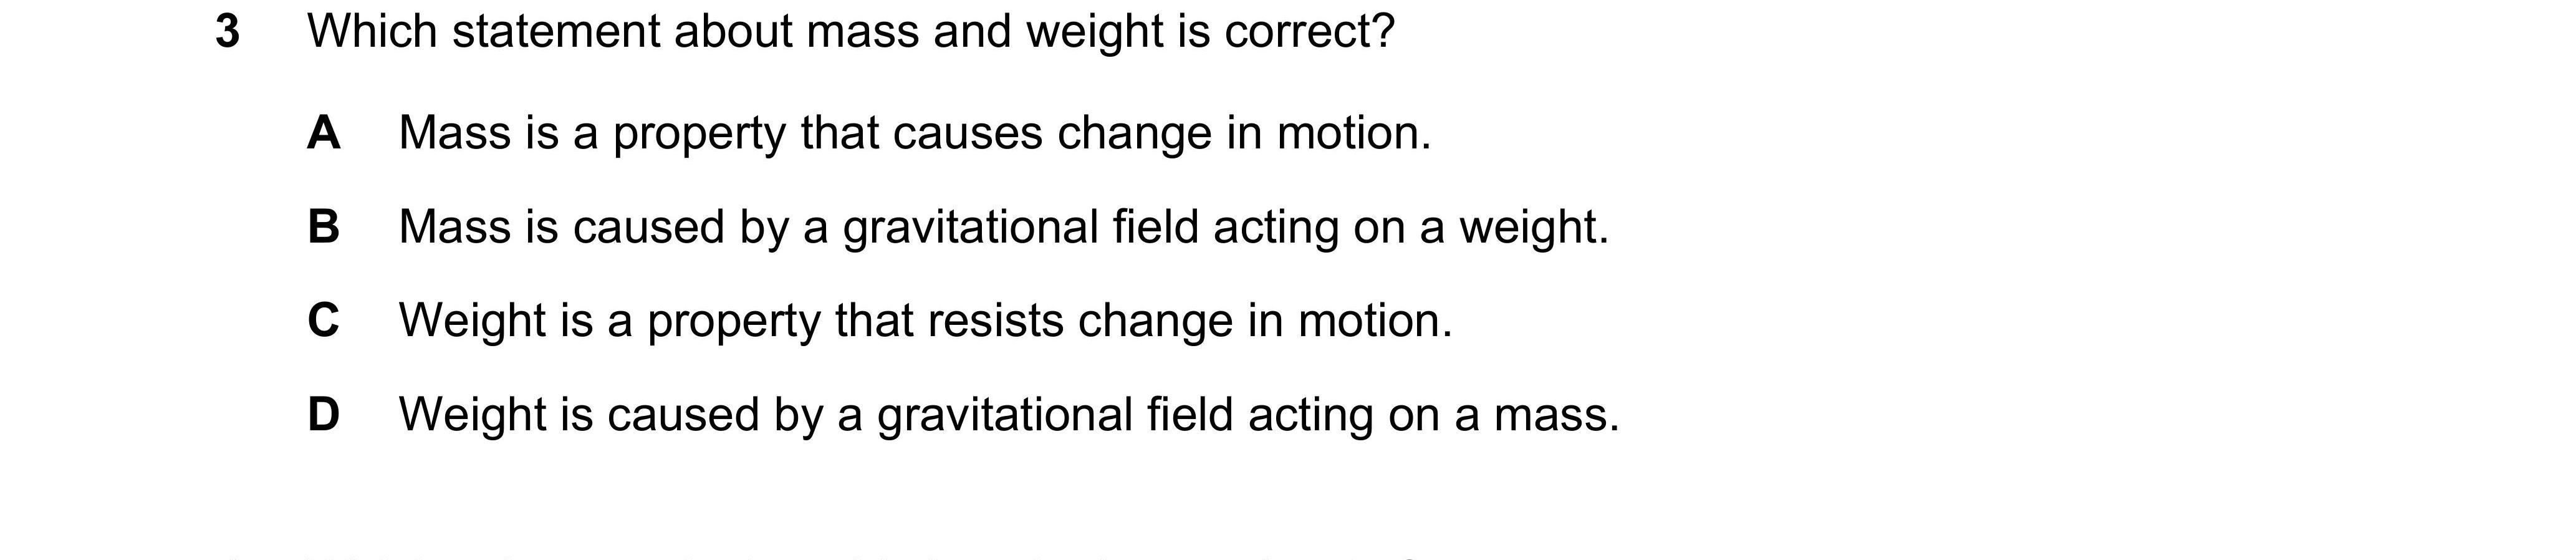 3 Which statement about mass and weight is correct?
A Mass is a property that causes change in motion.
B Mass is caused by a gravitational field acting on a weight.
C Weight is a property that resists change in motion.
D Weight is caused by a gravitational field acting on a mass.